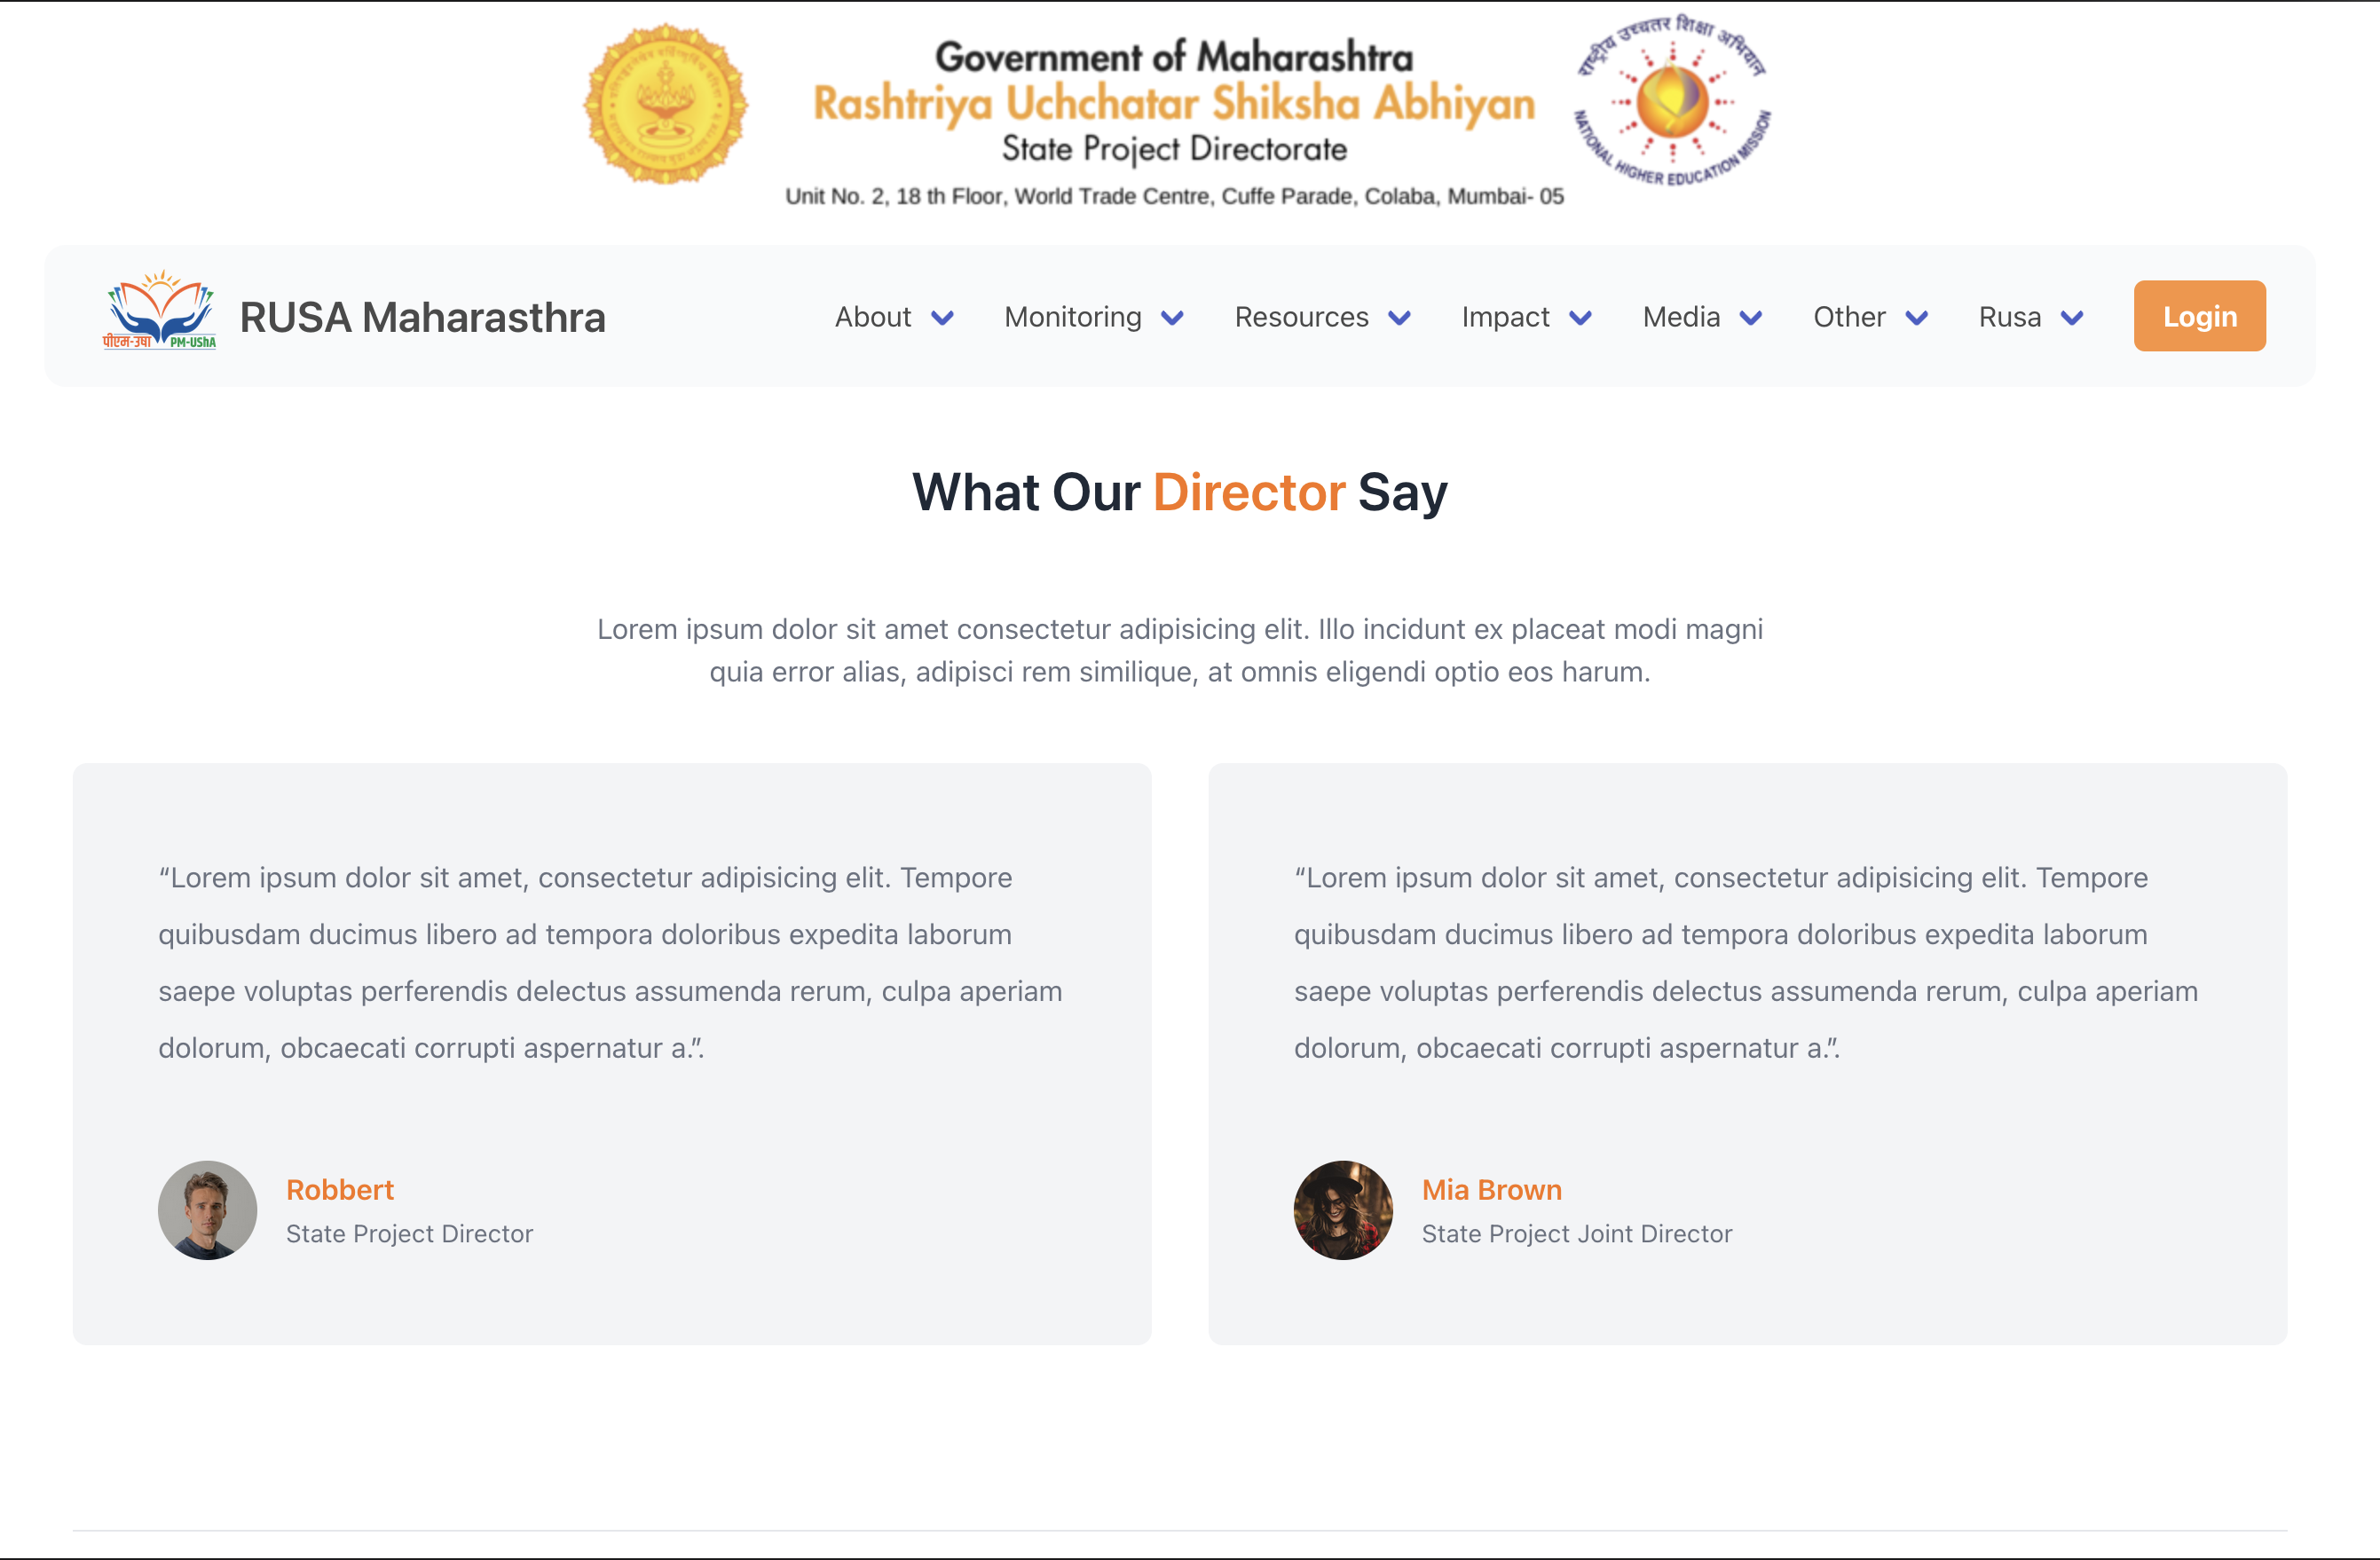 Government of Maharashtra
Rashtriya Uchchatar Shiksha Abhiyan
State Project Directorate
Unit No. 2, 18 th Floor, World Trade Centre, Cuffe Parade, Colaba, Mumbai- 05
राष्ट्रीय उच्चतर शिक्षा अभियान
NATIONAL HIGHER EDUCATION MISSION
पीएम-उषा PM-UShA
RUSA Maharasthra
About Monitoring Resources Impact Media Other Rusa Login
What Our Director Say
Lorem ipsum dolor sit amet consectetur adipisicing elit. Illo incidunt ex placeat modi magni
quia error alias, adipisci rem similique, at omnis eligendi optio eos harum.
“Lorem ipsum dolor sit amet, consectetur adipisicing elit. Tempore
quibusdam ducimus libero ad tempora doloribus expedita laborum
saepe voluptas perferendis delectus assumenda rerum, culpa aperiam
dolorum, obcaecati corrupti aspernatur a.”.
Robbert
State Project Director
“Lorem ipsum dolor sit amet, consectetur adipisicing elit. Tempore
quibusdam ducimus libero ad tempora doloribus expedita laborum
saepe voluptas perferendis delectus assumenda rerum, culpa aperiam
dolorum, obcaecati corrupti aspernatur a.”.
Mia Brown
State Project Joint Director